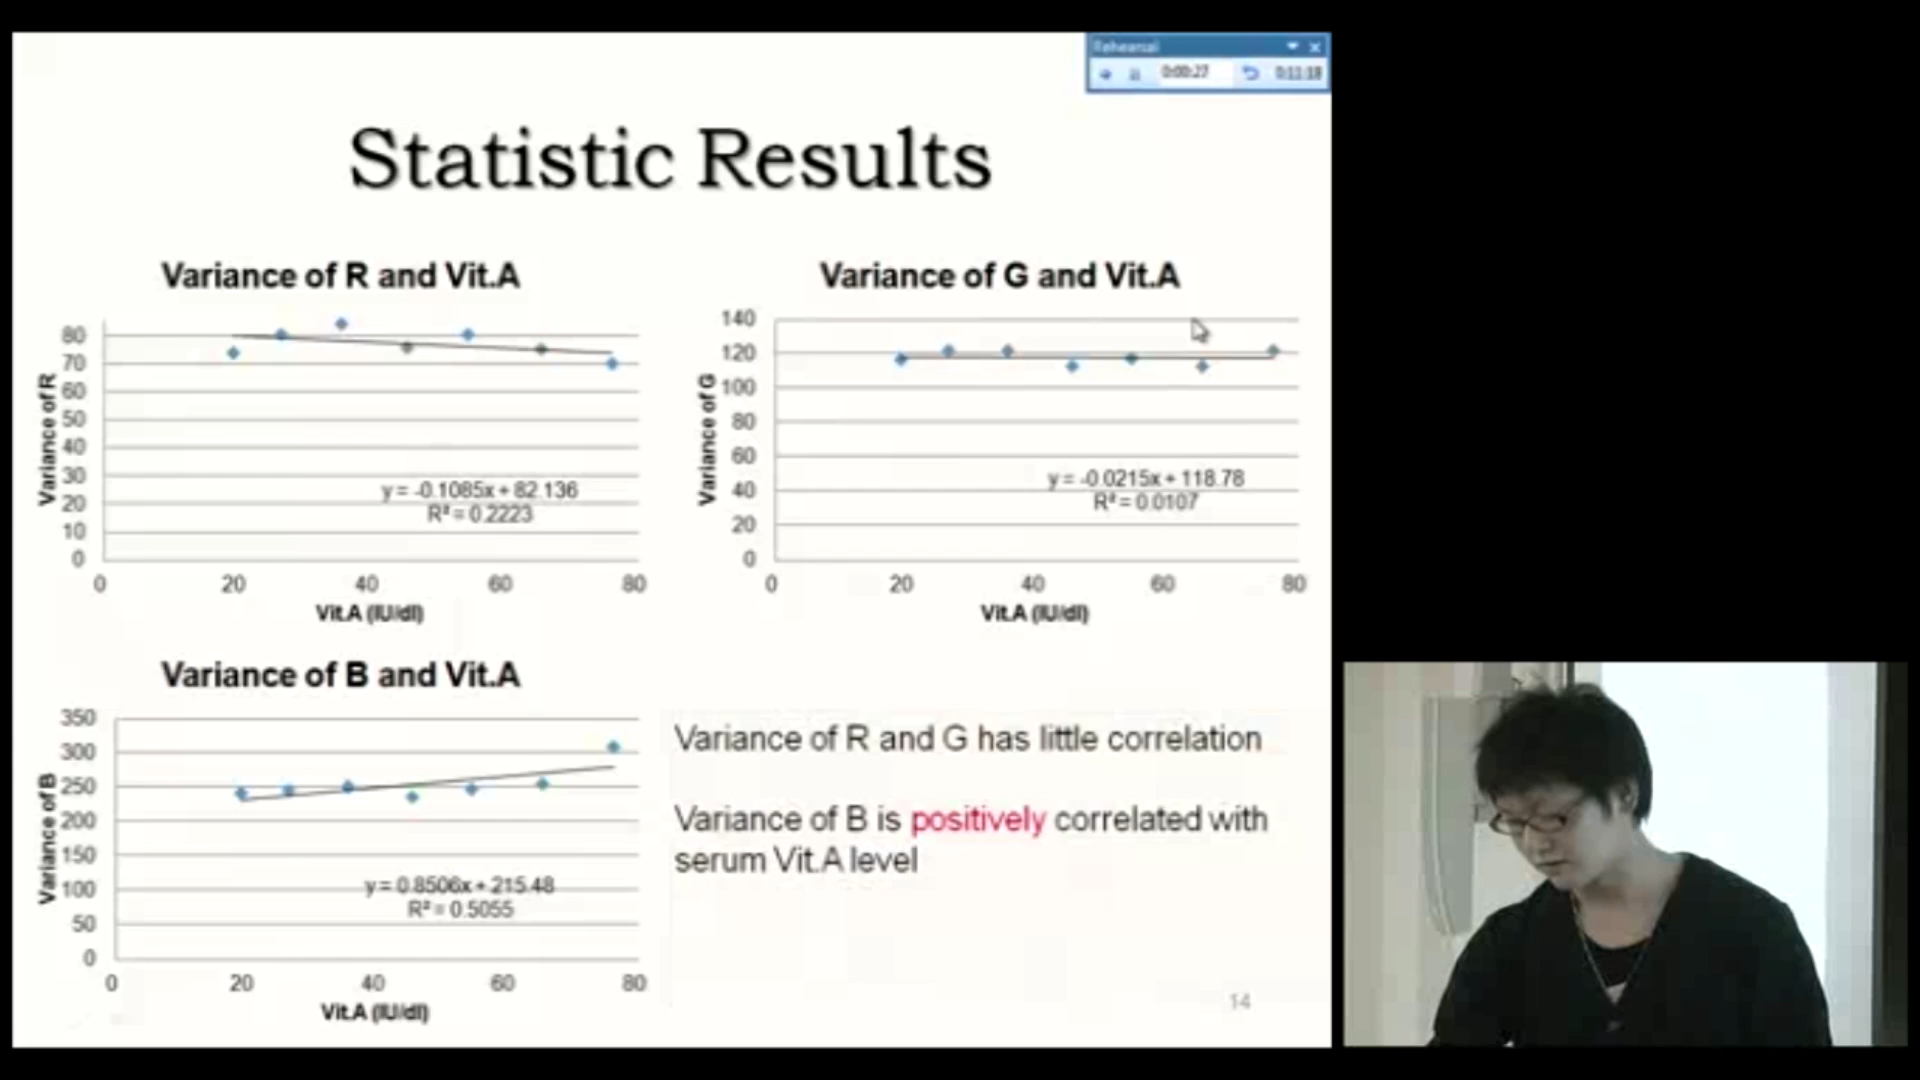 Rehearsal
0:00:27 0:11:18
Statistic Results
Variance of R and Vit.A
Variance of R
80
70
60
50
40
30
20
10
0
0 20 40 60 80
y = -0.1085x + 82.136
R² = 0.2223
Vit.A (IU/dl)
Variance of G and Vit.A
Variance of G
140
120
100
80
60
40
20
0
0 20 40 60 80
y = -0.0215x + 118.78
R² = 0.0107
Vit.A (IU/dl)
Variance of B and Vit.A
Variance of B
350
300
250
200
150
100
50
0
0 20 40 60 80
y = 0.8506x + 215.48
R² = 0.5055
Vit.A (IU/dl)
Variance of R and G has little correlation
Variance of B is positively correlated with
serum Vit.A level
14